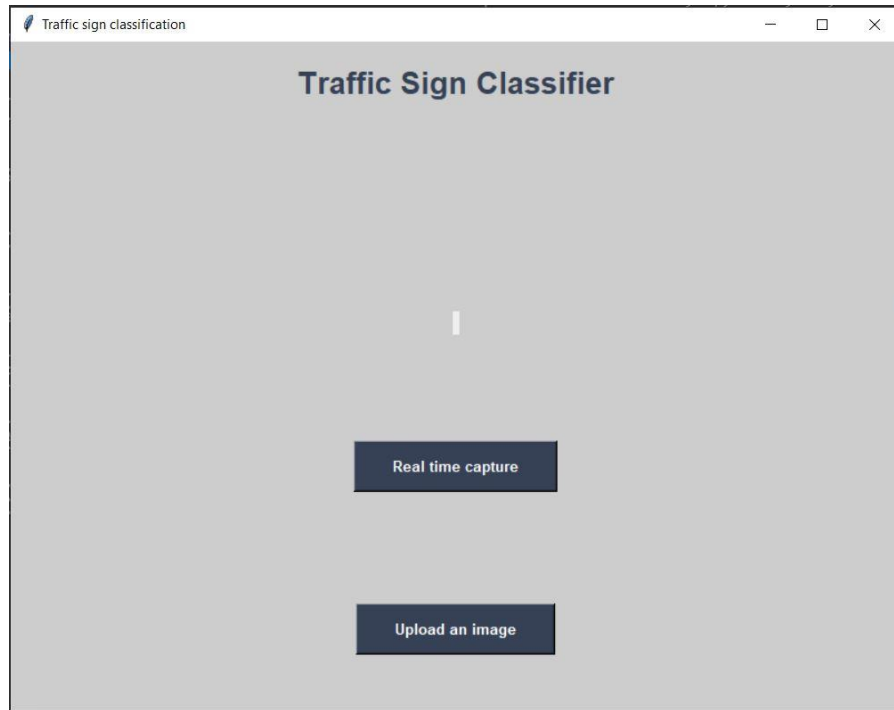 Traffic sign classification
Traffic Sign Classifier
Real time capture
Upload an image